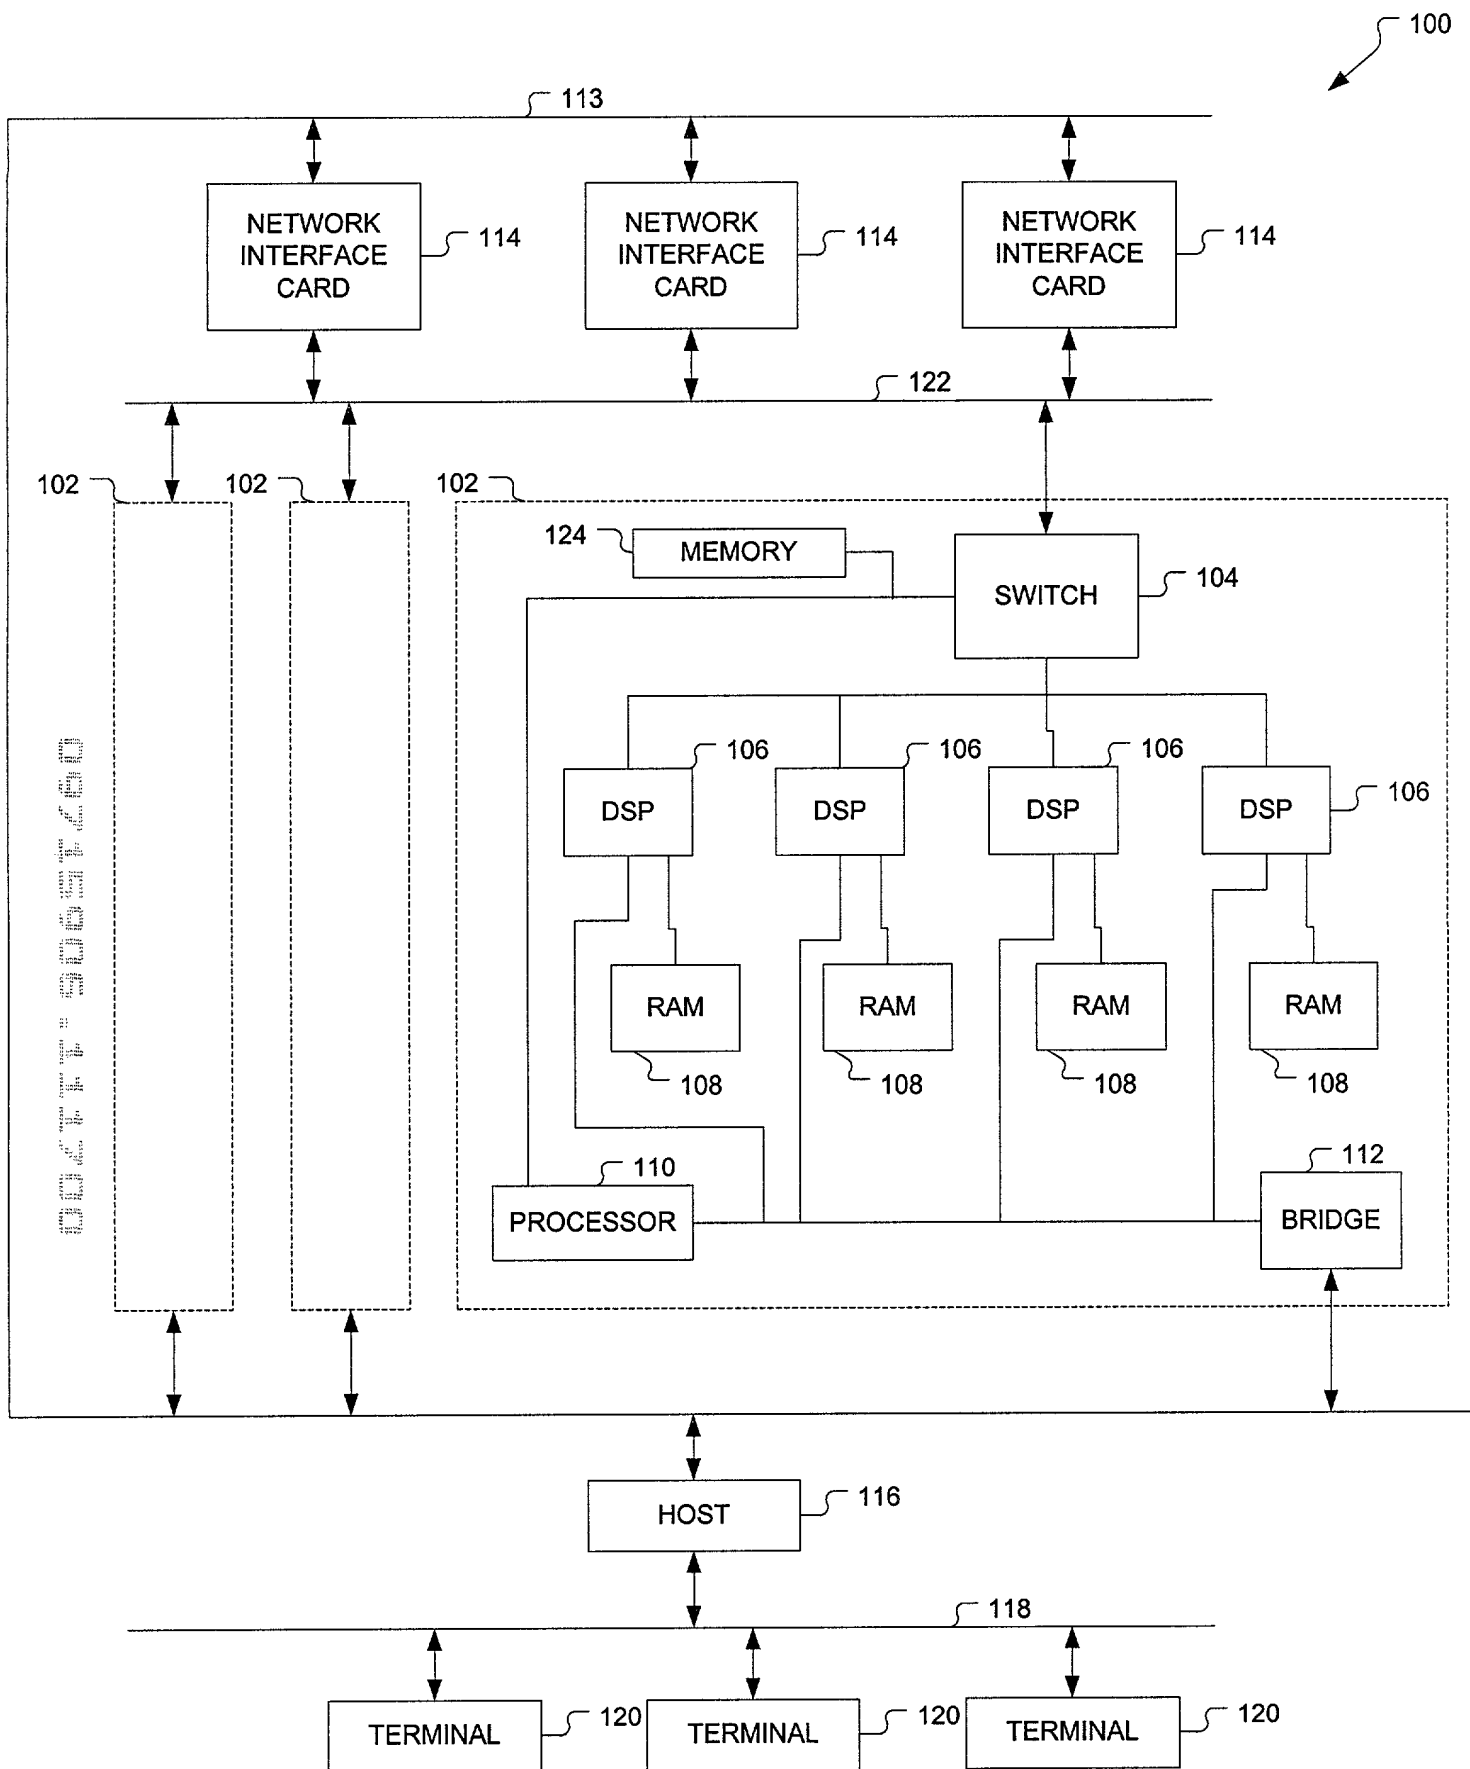 100
113
NETWORK
INTERFACE
CARD
114
NETWORK
INTERFACE
CARD
114
NETWORK
INTERFACE
CARD
114
122
102
102
102
124
MEMORY
SWITCH
104
106
106
106
DSP
DSP
DSP
DSP
106
RAM
RAM
RAM
RAM
108
108
108
108
110
112
PROCESSOR
BRIDGE
HOST
116
118
TERMINAL
120
TERMINAL
120
TERMINAL
120